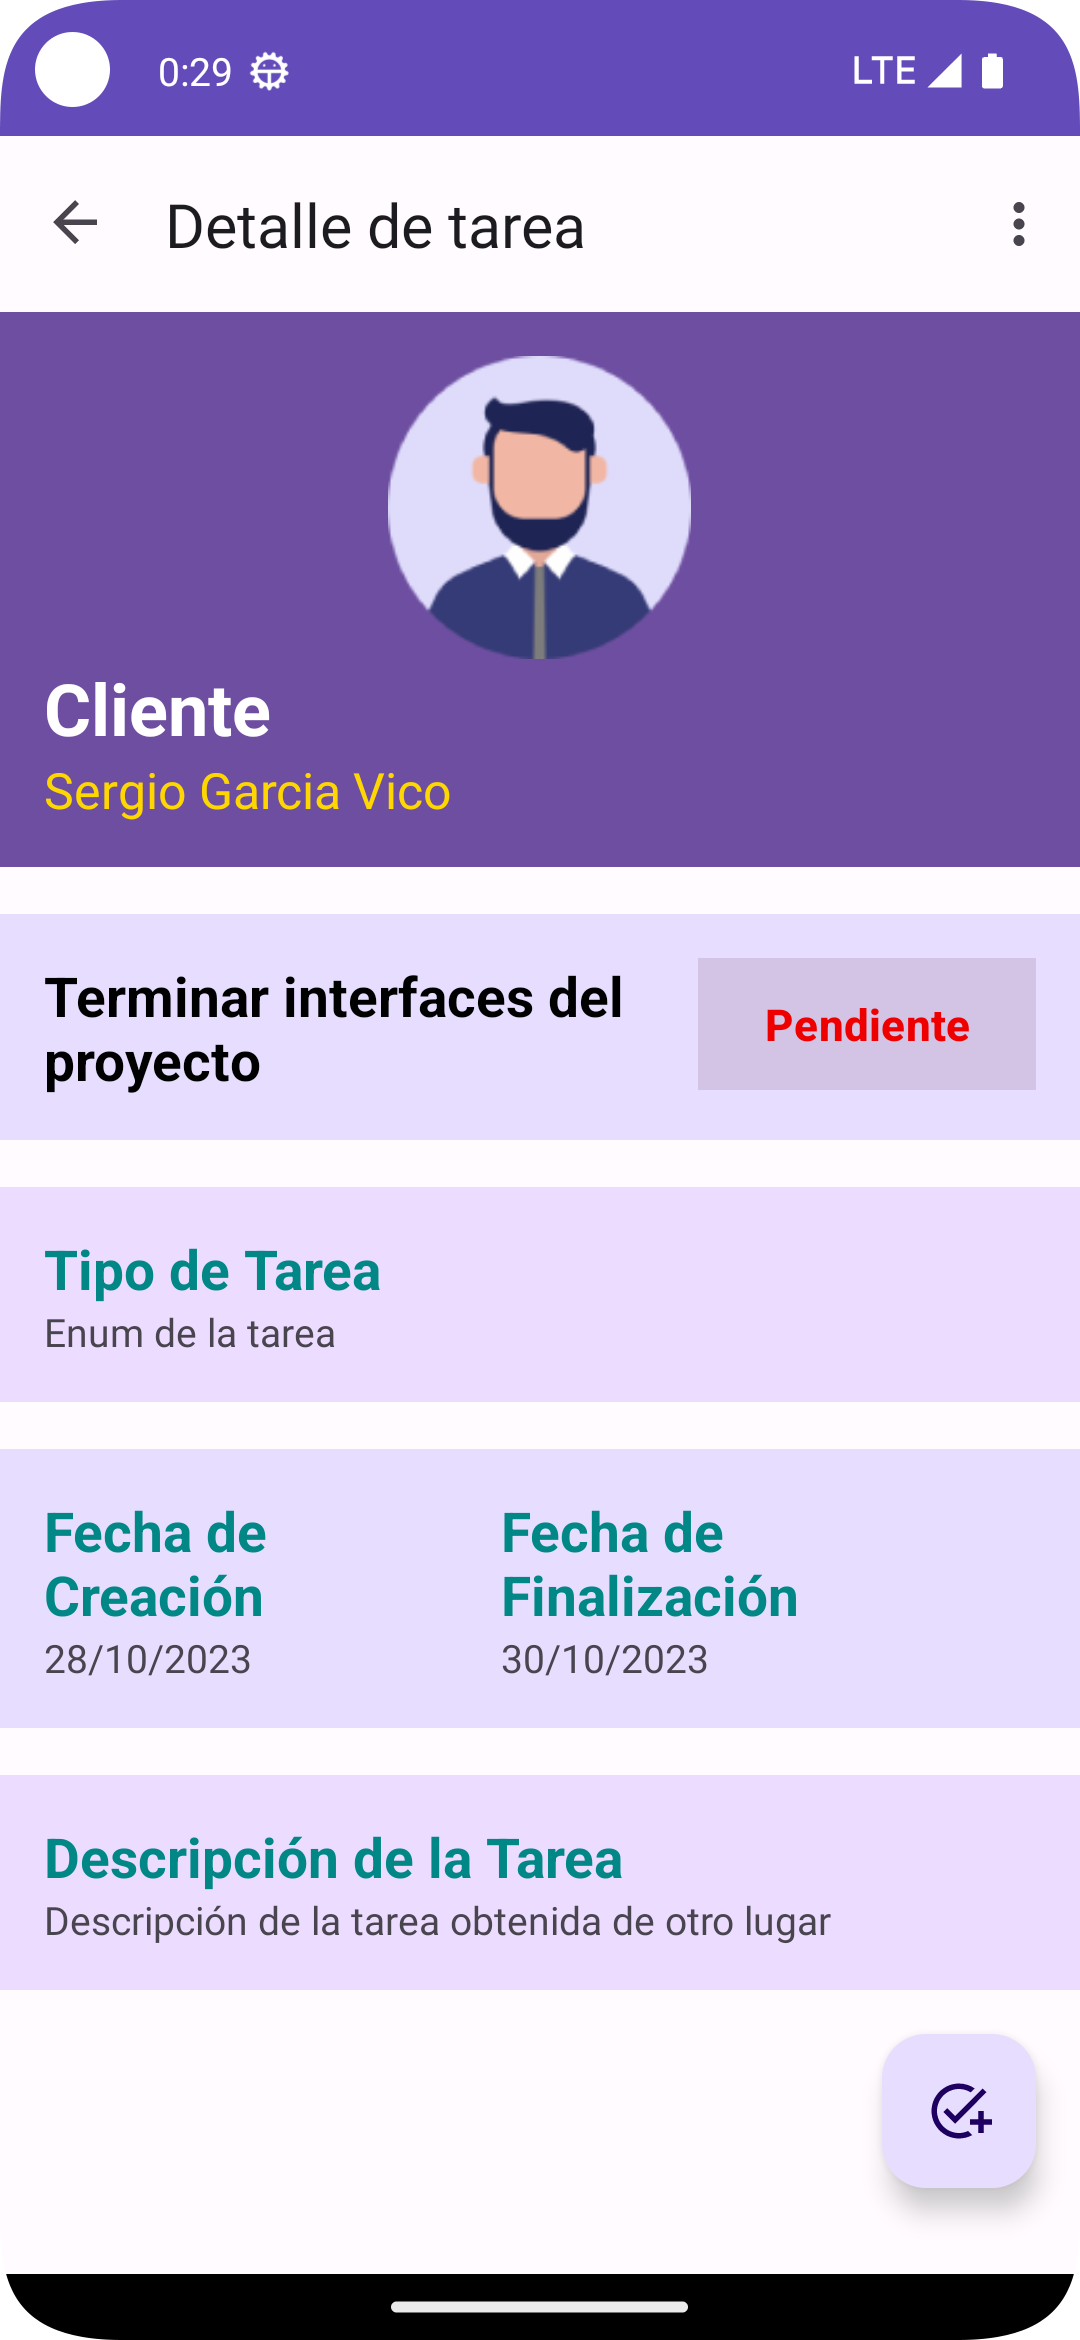 0:29 LTE
Detalle de tarea
Cliente
Sergio Garcia Vico
Terminar interfaces del
proyecto
Pendiente
Tipo de Tarea
Enum de la tarea
Fecha de
Creación
28/10/2023
Fecha de
Finalización
30/10/2023
Descripción de la Tarea
Descripción de la tarea obtenida de otro lugar